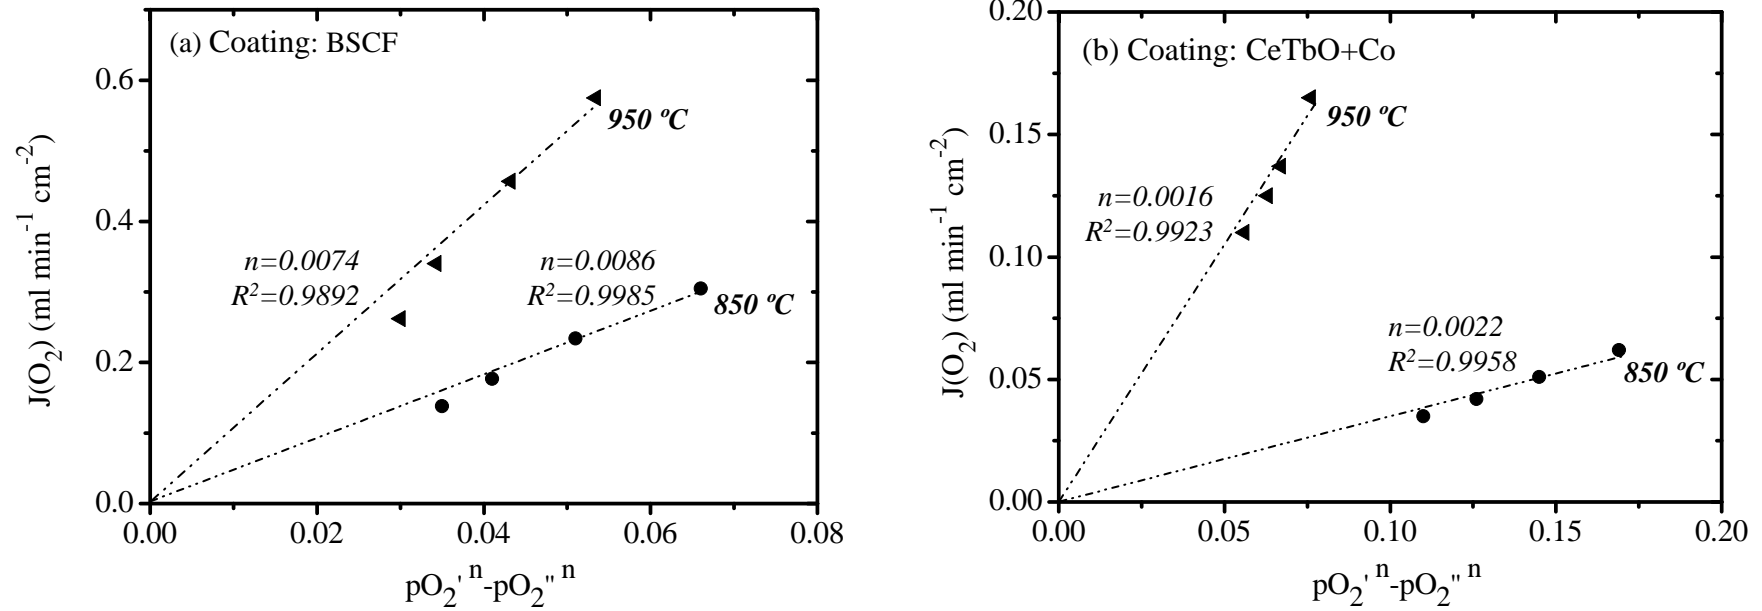 (a) Coating: BSCF
0.6
0.4
0.2
0.0
0.00 0.02 0.04 0.06 0.08
J(O2) (ml min-1 cm-2)
pO2' n-pO2" n
950 ºC
n=0.0074
R2=0.9892
n=0.0086
R2=0.9985
850 ºC
(b) Coating: CeTbO+Co
0.20
0.15
0.10
0.05
0.00
0.00 0.05 0.10 0.15 0.20
J(O2) (ml min-1 cm-2)
pO2' n-pO2" n
950 ºC
n=0.0016
R2=0.9923
n=0.0022
R2=0.9958
850 ºC